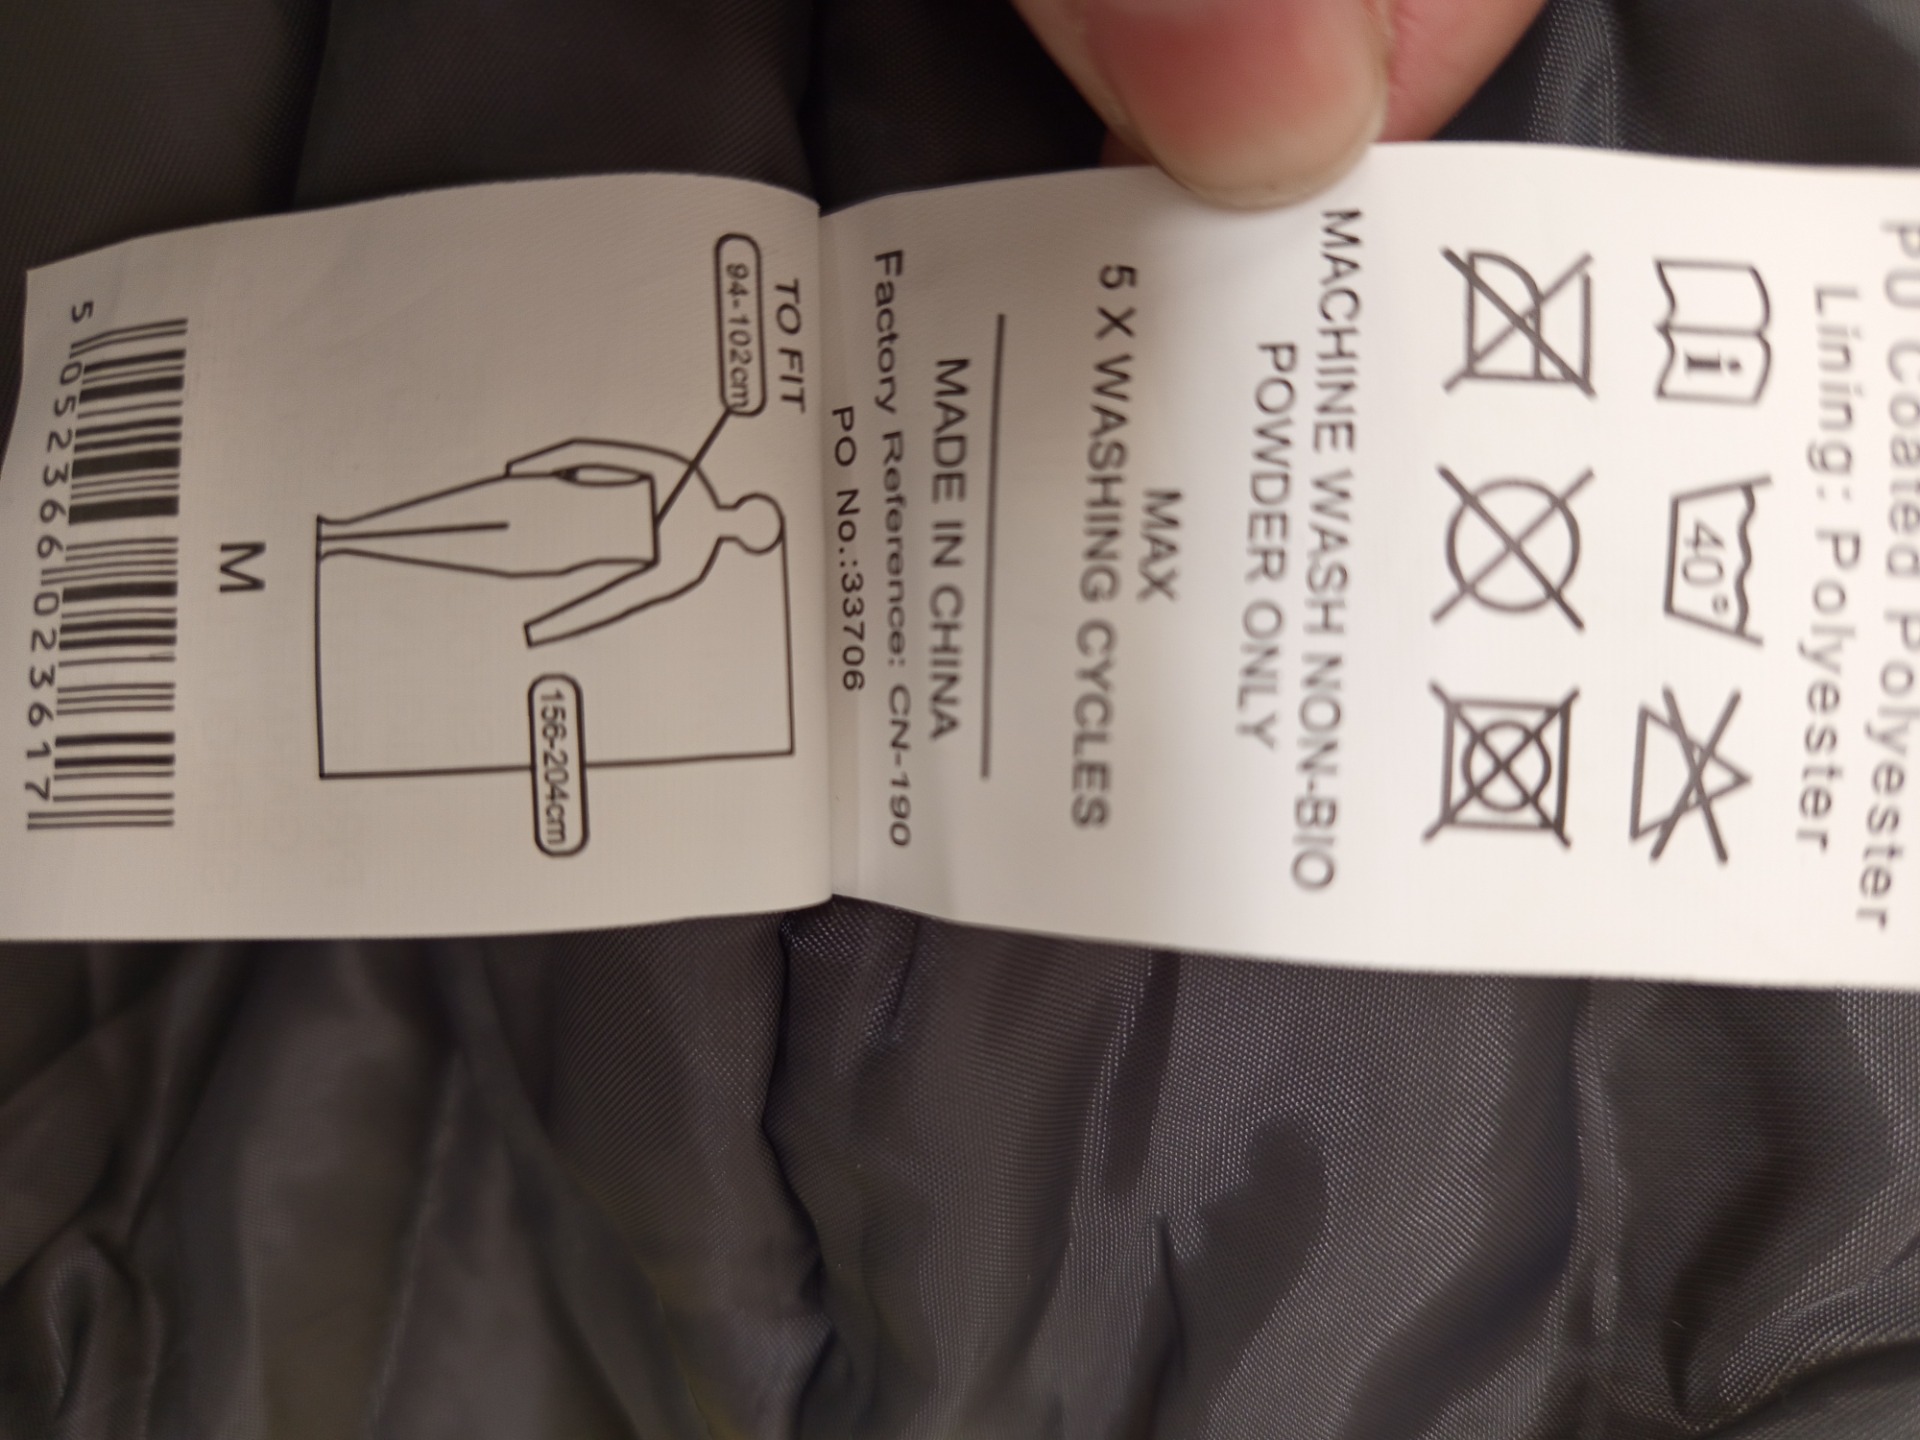 PU Coated Polyester
Lining: Polyester
i
40°
MACHINE WASH NON-BIO
POWDER ONLY
MAX
5 X WASHING CYCLES
MADE IN CHINA
Factory Reference: CN-190
PO No.:33706
TO FIT
94-102cm
156-204cm
M
5 052366 023617